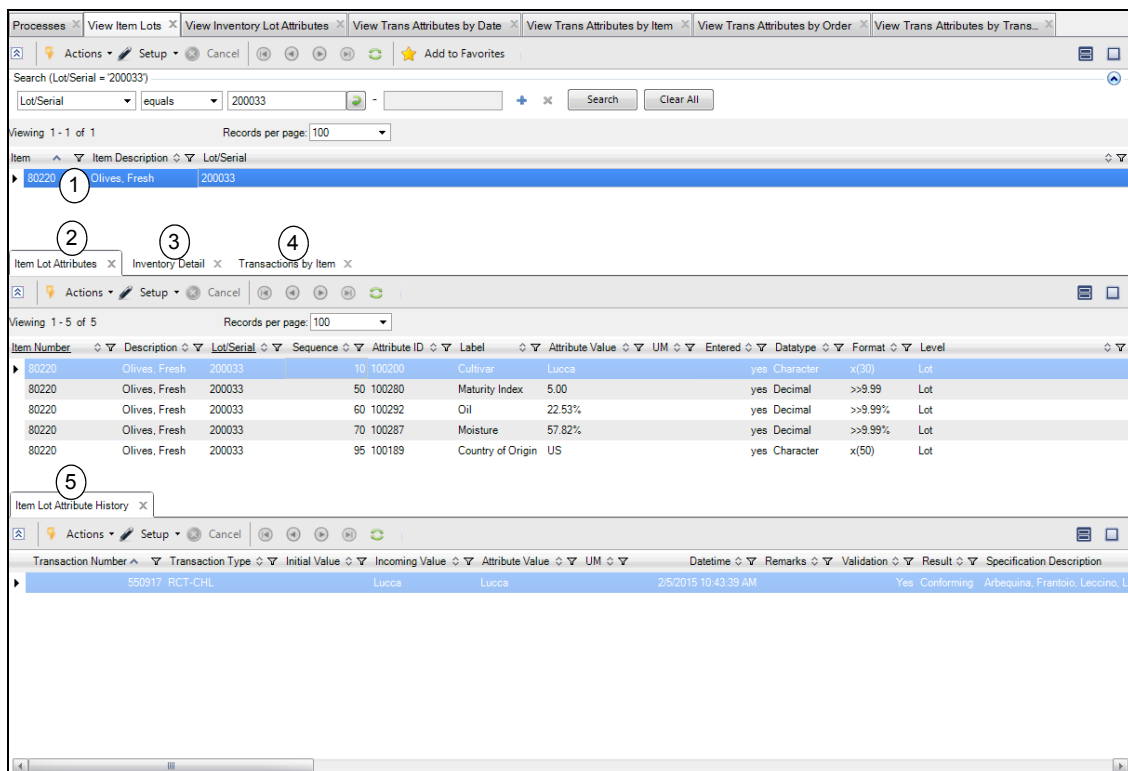 Processes View Item Lots View Inventory Lot Attributes View Trans Attributes by Date View Trans Attributes by Item View Trans Attributes by Order View Trans Attributes by Trans...
Actions Setup Cancel Add to Favorites
Search (Lot/Serial = '200033')
Lot/Serial equals 200033 - Search Clear All
Viewing 1 - 1 of 1 Records per page: 100
Item Item Description Lot/Serial
80220 1 Olives, Fresh 200033
2 3 4
Item Lot Attributes Inventory Detail Transactions by Item
Actions Setup Cancel
Viewing 1 - 5 of 5 Records per page: 100
Item Number Description Lot/Serial Sequence Attribute ID Label Attribute Value UM Entered Datatype Format Level
80220 Olives, Fresh 200033 10 100200 Cultivar Lucca yes Character x(30) Lot
80220 Olives, Fresh 200033 50 100280 Maturity Index 5.00 yes Decimal >>9.99 Lot
80220 Olives, Fresh 200033 60 100292 Oil 22.53% yes Decimal >>9.99% Lot
80220 Olives, Fresh 200033 70 100287 Moisture 57.82% yes Decimal >>9.99% Lot
80220 Olives, Fresh 200033 95 100189 Country of Origin US yes Character x(50) Lot
5
Item Lot Attribute History
Actions Setup Cancel
Transaction Number Transaction Type Initial Value Incoming Value Attribute Value UM Datetime Remarks Validation Result Specification Description
550917 RCT-CHL Lucca Lucca 2/5/2015 10:43:39 AM Yes Conforming Arbequina, Frantoio, Leccino, L